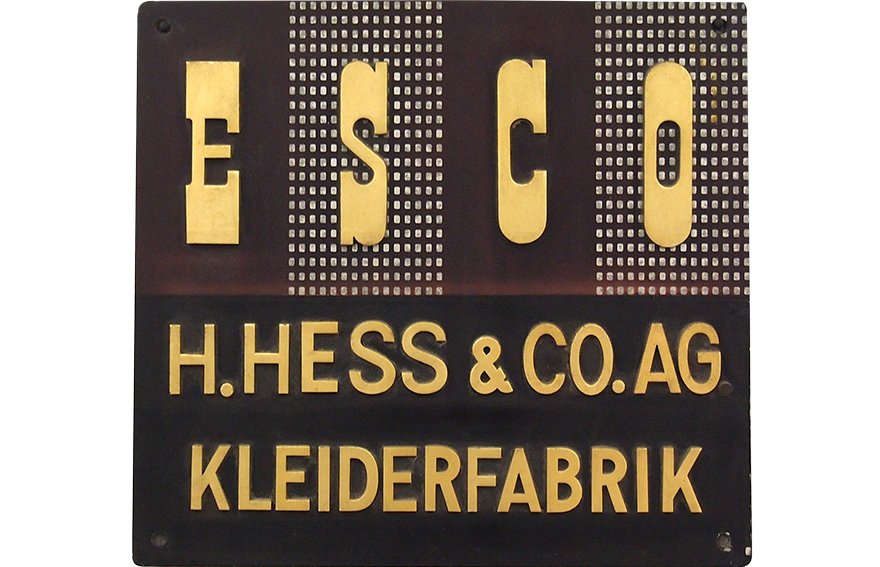 ESCO
H. HESS & CO. AG
KLEIDERFABRIK